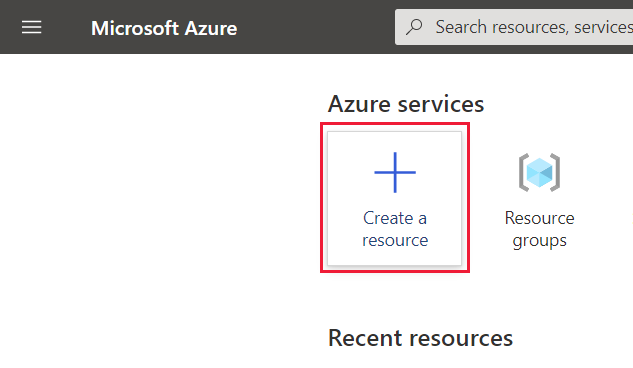 Microsoft Azure
Search resources, services
Azure services
Create a
resource
Resource
groups
Recent resources